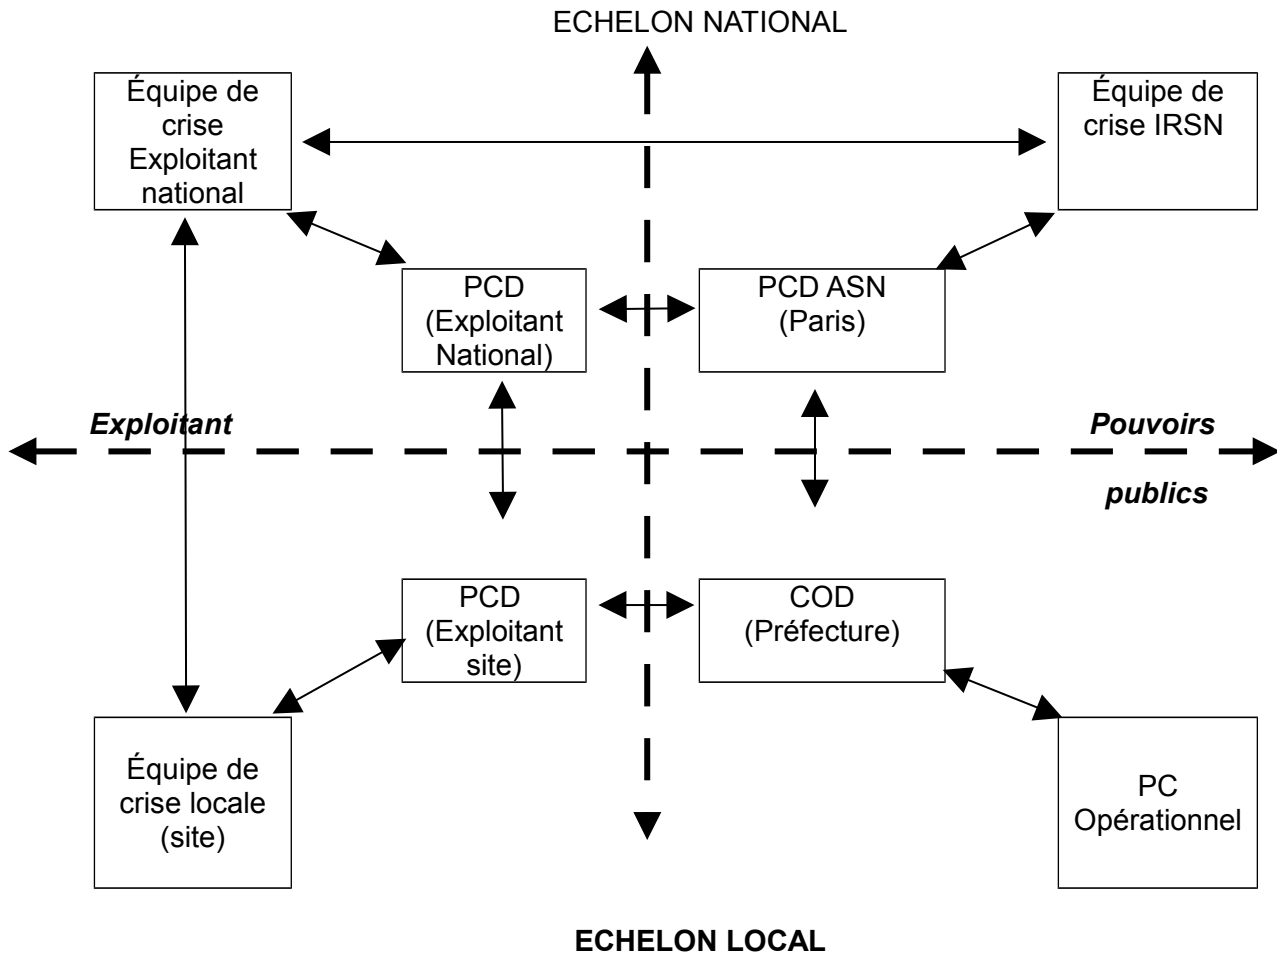 ECHELON NATIONAL
Équipe de
crise
Exploitant
national
Équipe de
crise IRSN
PCD
(Exploitant
National)
PCD ASN
(Paris)
Exploitant
Pouvoirs
publics
PCD
(Exploitant
site)
COD
(Préfecture)
Équipe de
crise locale
(site)
PC
Opérationnel
ECHELON LOCAL